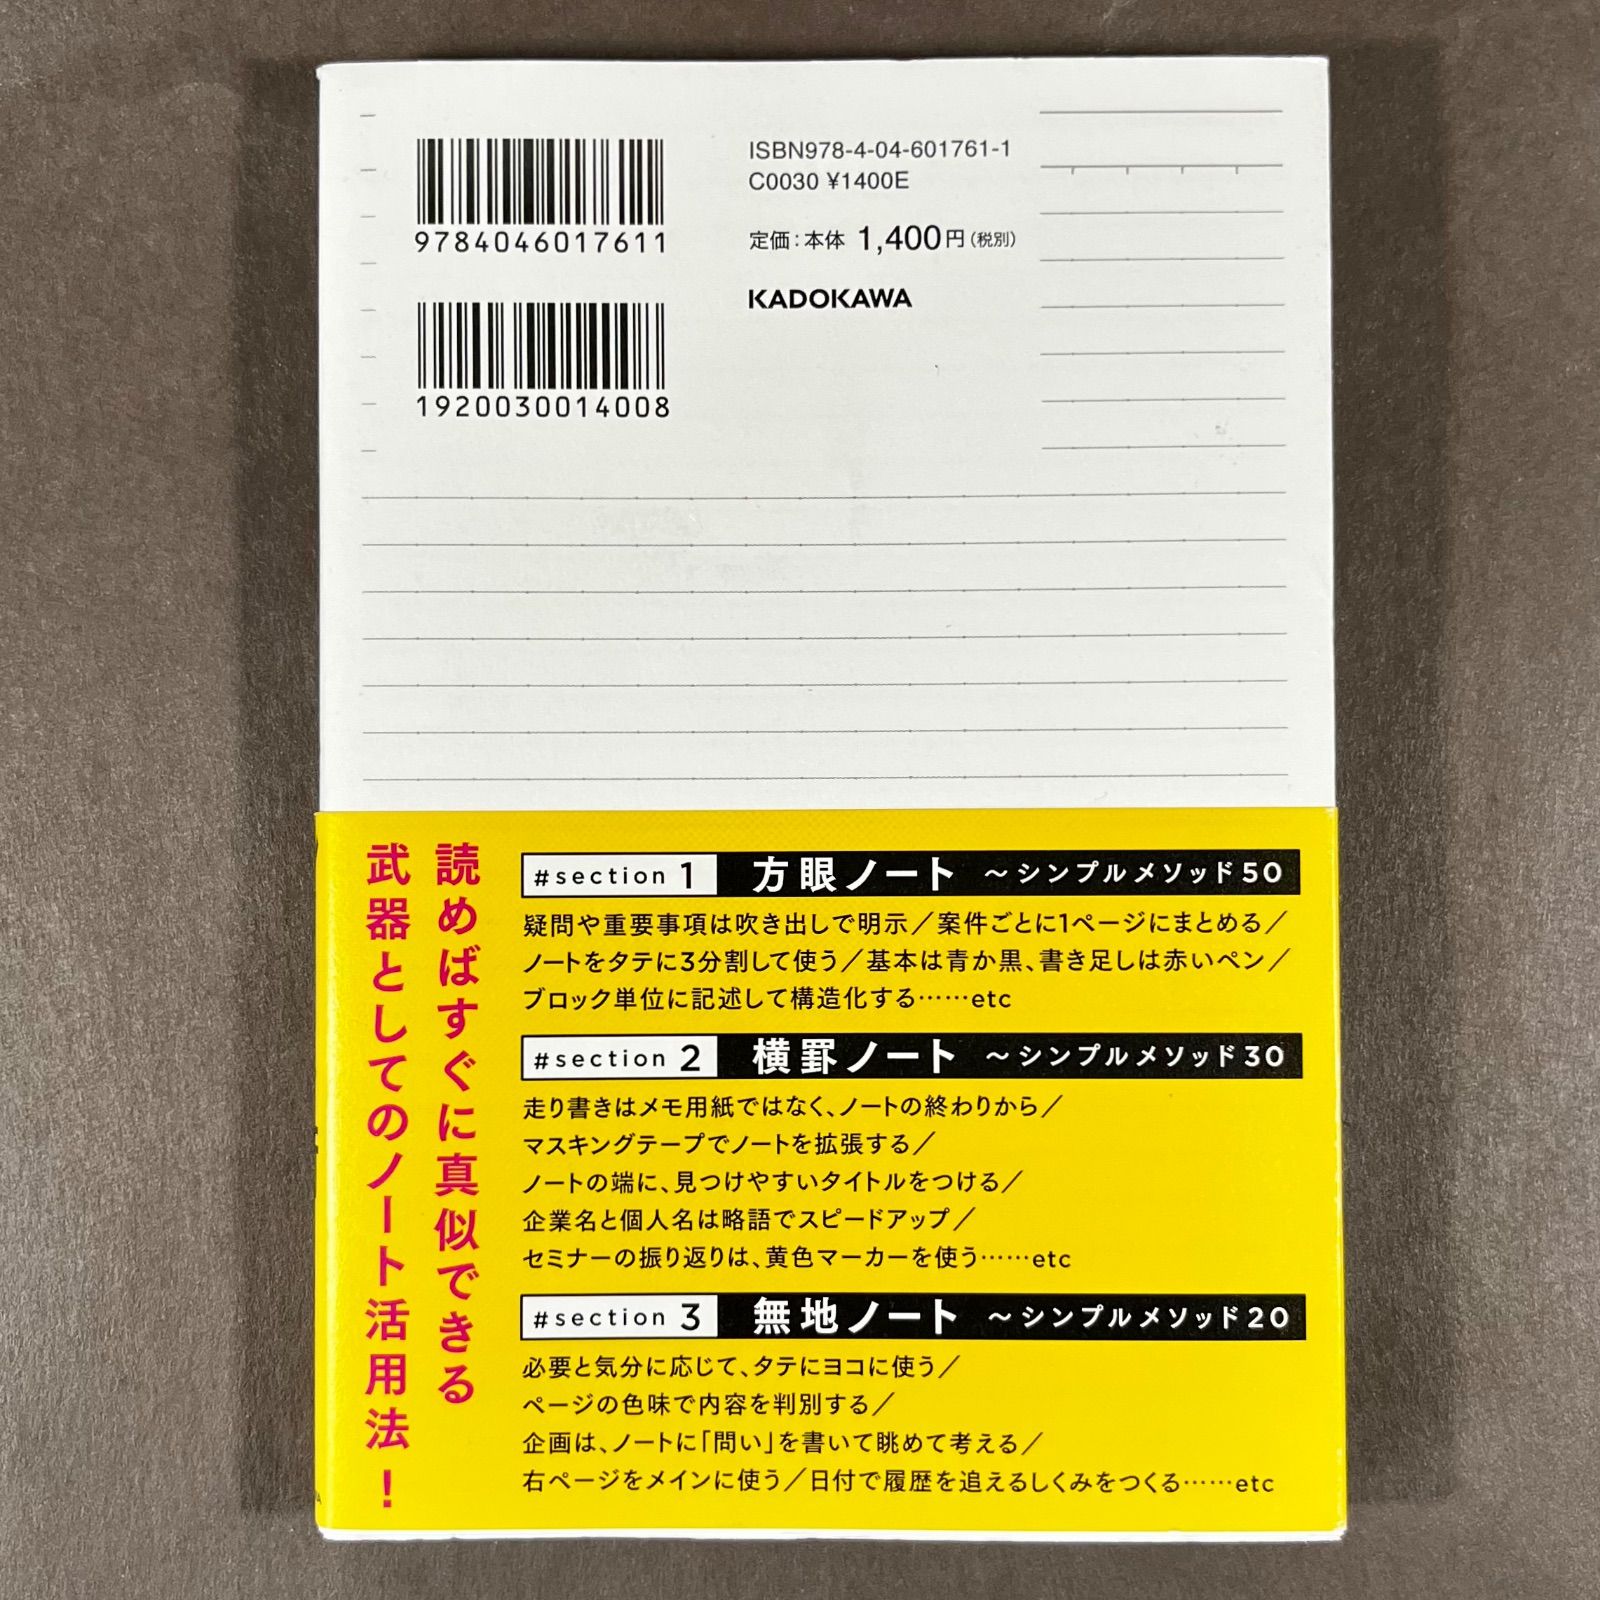 9784046017611
1920030014008
ISBN978-4-04-601761-1
C0030 ¥1400E
定価：本体 1,400円（税別）
KADOKAWA
読めばすぐに真似できる
武器としてのノート活用法！
#section 1 方眼ノート ～シンプルメソッド50
疑問や重要事項は吹き出しで明示／案件ごとに1ページにまとめる／
ノートをタテに3分割して使う／基本は青か黒、書き足しは赤いペン／
ブロック単位に記述して構造化する……etc
#section 2 横罫ノート ～シンプルメソッド30
走り書きはメモ用紙ではなく、ノートの終わりから／
マスキングテープでノートを拡張する／
ノートの端に、見つけやすいタイトルをつける／
企業名と個人名は略語でスピードアップ／
セミナーの振り返りは、黄色マーカーを使う……etc
#section 3 無地ノート ～シンプルメソッド20
必要と気分に応じて、タテにヨコに使う／
ページの色味で内容を判別する／
企画は、ノートに「問い」を書いて眺めて考える／
右ページをメインに使う／日付で履歴を追えるしくみをつくる……etc